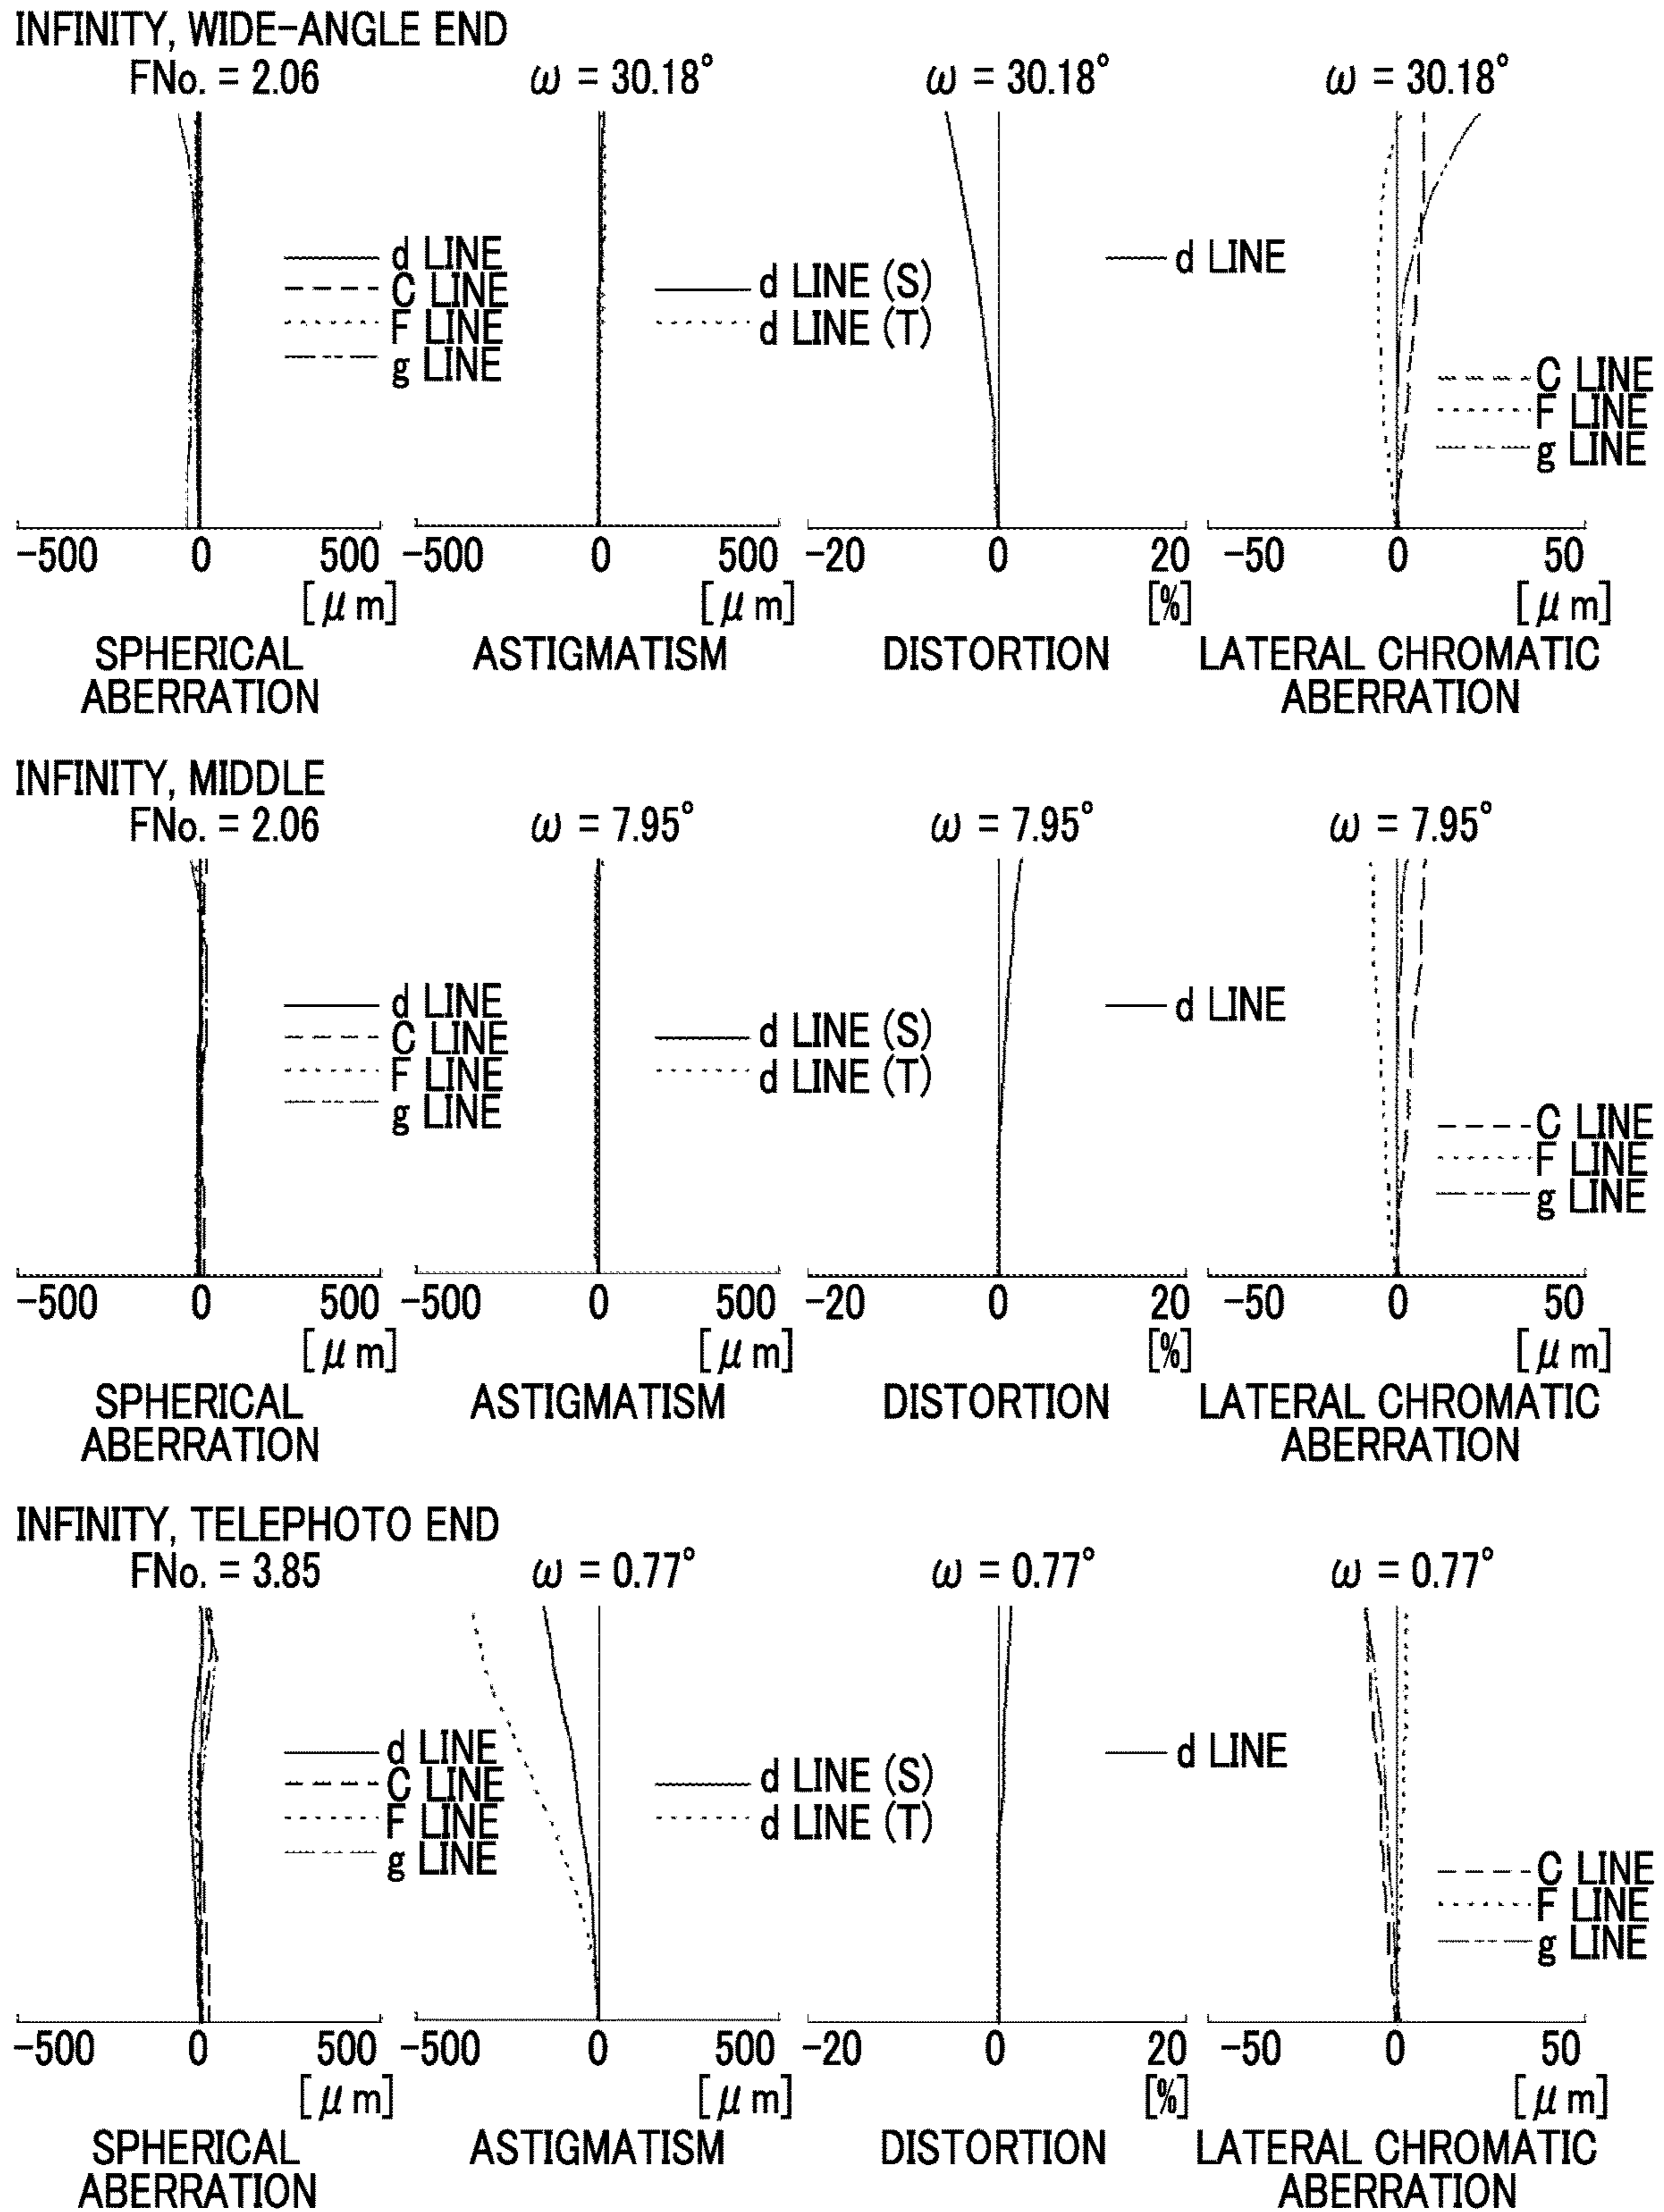 INFINITY, WIDE-ANGLE END
FNo. = 2.06
ω = 30.18°
ω = 30.18°
ω = 30.18°
d LINE
C LINE
F LINE
g LINE
d LINE (S)
d LINE (T)
d LINE
C LINE
F LINE
g LINE
-500 0 500
-500 0 500
-20 0 20
-50 0 50
[μm]
[μm]
[%]
[μm]
SPHERICAL
ABERRATION
ASTIGMATISM
DISTORTION
LATERAL CHROMATIC
ABERRATION
INFINITY, MIDDLE
FNo. = 2.06
ω = 7.95°
ω = 7.95°
ω = 7.95°
d LINE
C LINE
F LINE
g LINE
d LINE (S)
d LINE (T)
d LINE
C LINE
F LINE
g LINE
-500 0 500
-500 0 500
-20 0 20
-50 0 50
[μm]
[μm]
[%]
[μm]
SPHERICAL
ABERRATION
ASTIGMATISM
DISTORTION
LATERAL CHROMATIC
ABERRATION
INFINITY, TELEPHOTO END
FNo. = 3.85
ω = 0.77°
ω = 0.77°
ω = 0.77°
d LINE
C LINE
F LINE
g LINE
d LINE (S)
d LINE (T)
d LINE
C LINE
F LINE
g LINE
-500 0 500
-500 0 500
-20 0 20
-50 0 50
[μm]
[μm]
[%]
[μm]
SPHERICAL
ABERRATION
ASTIGMATISM
DISTORTION
LATERAL CHROMATIC
ABERRATION